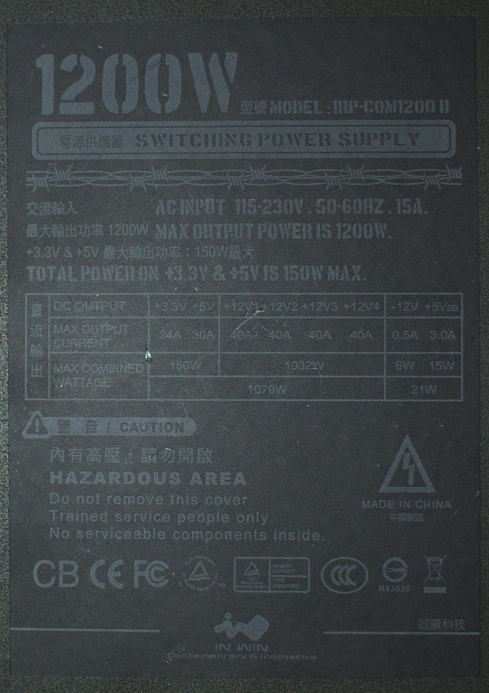 1200W
型號 MODEL : IRP-COM1200 II
電源供應器 SWITCHING POWER SUPPLY
交流輸入 AC INPUT 115-230V . 50-60HZ . 15A.
最大輸出功率 1200W MAX OUTPUT POWER IS 1200W.
+3.3V & +5V 最大輸出功率 : 150W最大
TOTAL POWER ON +3.3V & +5V IS 150W MAX.
直流輸出
DC OUTPUT +3.3V +5V +12V1 +12V2 +12V3 +12V4 -12V +5VSB
MAX OUTPUT CURRENT 24A 30A 40A 40A 40A 40A 0.5A 3.0A
MAX COMBINED WATTAGE 150W 1032W 6W 15W
1079W 21W
警告 / CAUTION
內有高壓，請勿開啟
HAZARDOUS AREA
Do not remove this cover.
Trained service people only.
No serviceable components inside.
MADE IN CHINA
中國製造
CB CE FC CCC
R43035
迎廣科技
IN WIN
Contemporary & Innovative